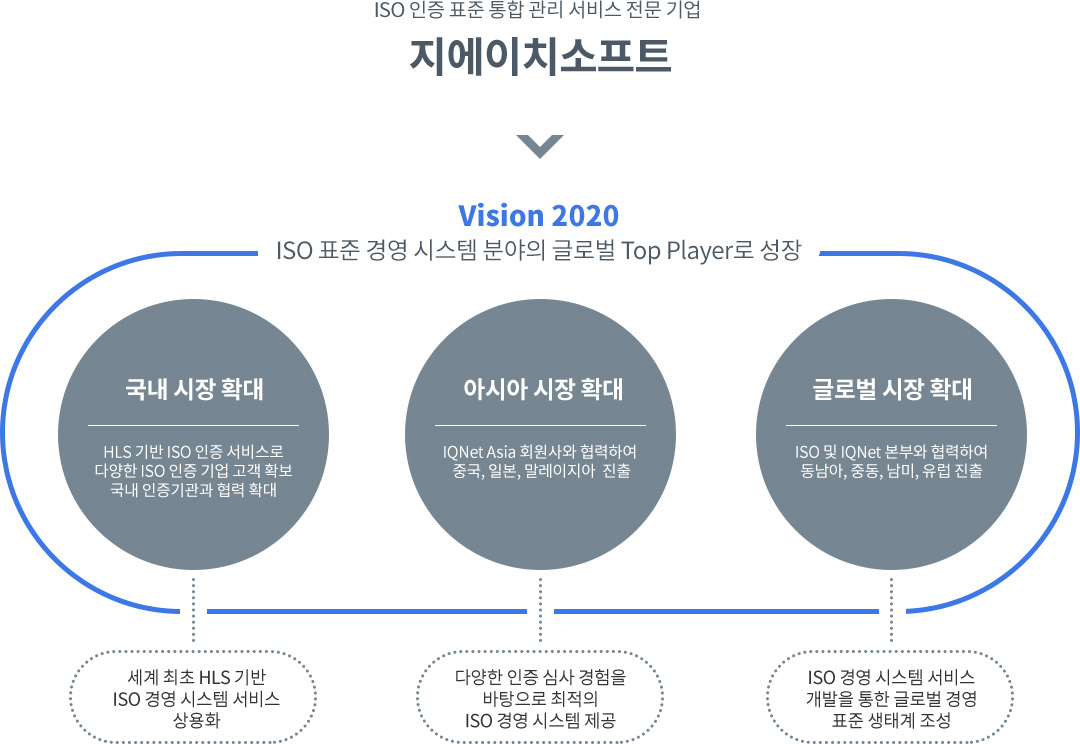 ISO 인증 표준 통합 관리 서비스 전문 기업
지에이치소프트
Vision 2020
ISO 표준 경영 시스템 분야의 글로벌 Top Player로 성장
국내 시장 확대
HLS 기반 ISO 인증 서비스로
다양한 ISO 인증 기업 고객 확보
국내 인증기관과 협력 확대
아시아 시장 확대
IQNet Asia 회원사와 협력하여
중국, 일본, 말레이지아 진출
글로벌 시장 확대
ISO 및 IQNet 본부와 협력하여
동남아, 중동, 남미, 유럽 진출
세계 최초 HLS 기반
ISO 경영 시스템 서비스
상용화
다양한 인증 심사 경험을
바탕으로 최적의
ISO 경영 시스템 제공
ISO 경영 시스템 서비스
개발을 통한 글로벌 경영
표준 생태계 조성